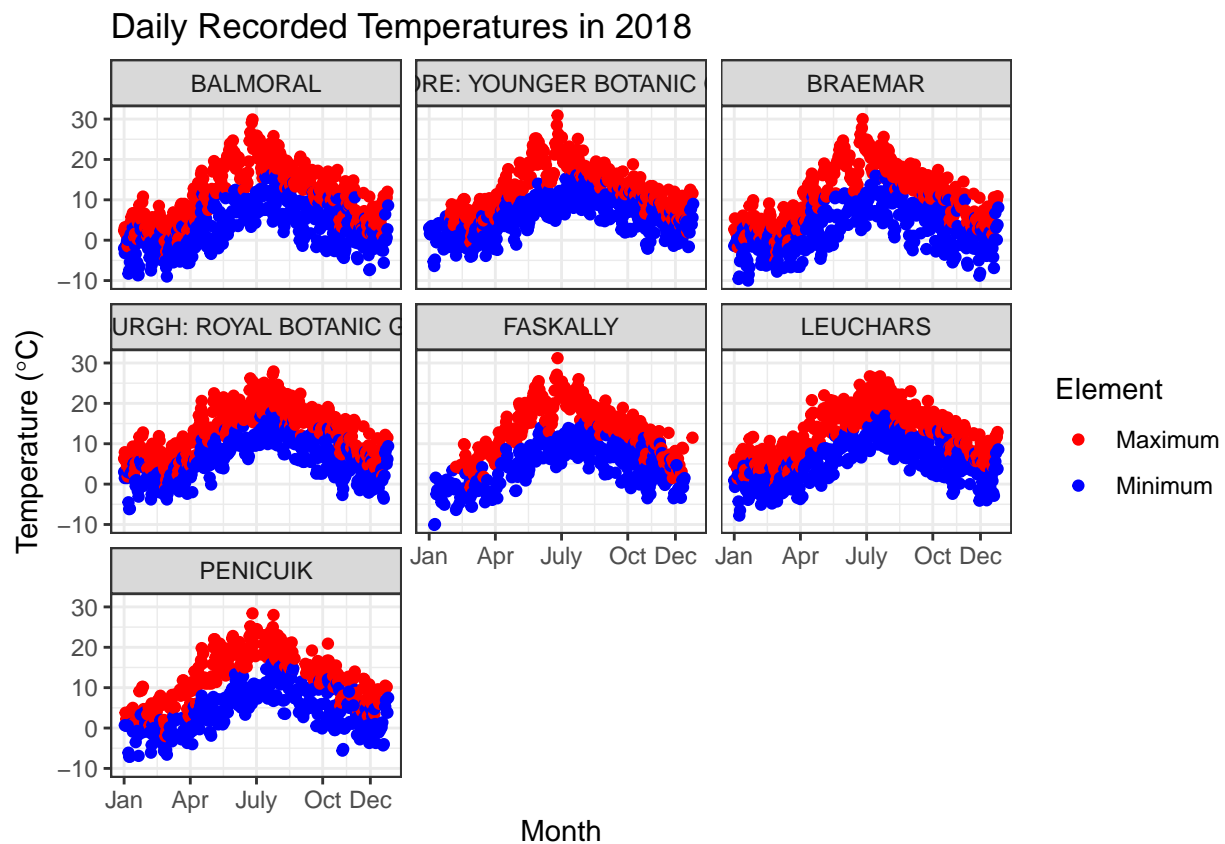 Daily Recorded Temperatures in 2018
BALMORAL
ORE: YOUNGER BOTANIC
BRAEMAR
30
20
10
0
−10
URGH: ROYAL BOTANIC G
FASKALLY
LEUCHARS
30
20
10
0
−10
Jan Apr July Oct Dec
Jan Apr July Oct Dec
PENICUIK
30
20
10
0
−10
Jan Apr July Oct Dec
Temperature (°C)
Month
Element
Maximum
Minimum